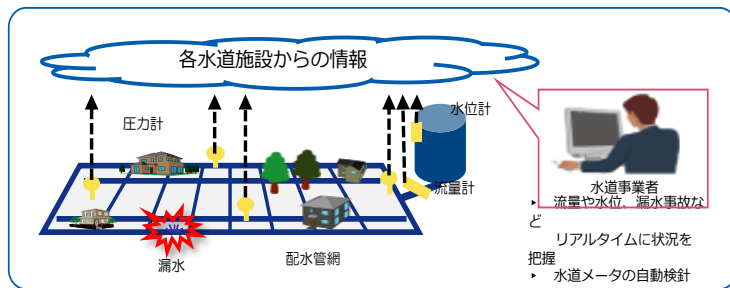 各水道施設からの情報
圧力計
水位計
流量計
漏水
配水管網
水道事業者
▸ 流量や水位、漏水事故な
ど
リアルタイムに状況を
把握
▸ 水道メータの自動検針